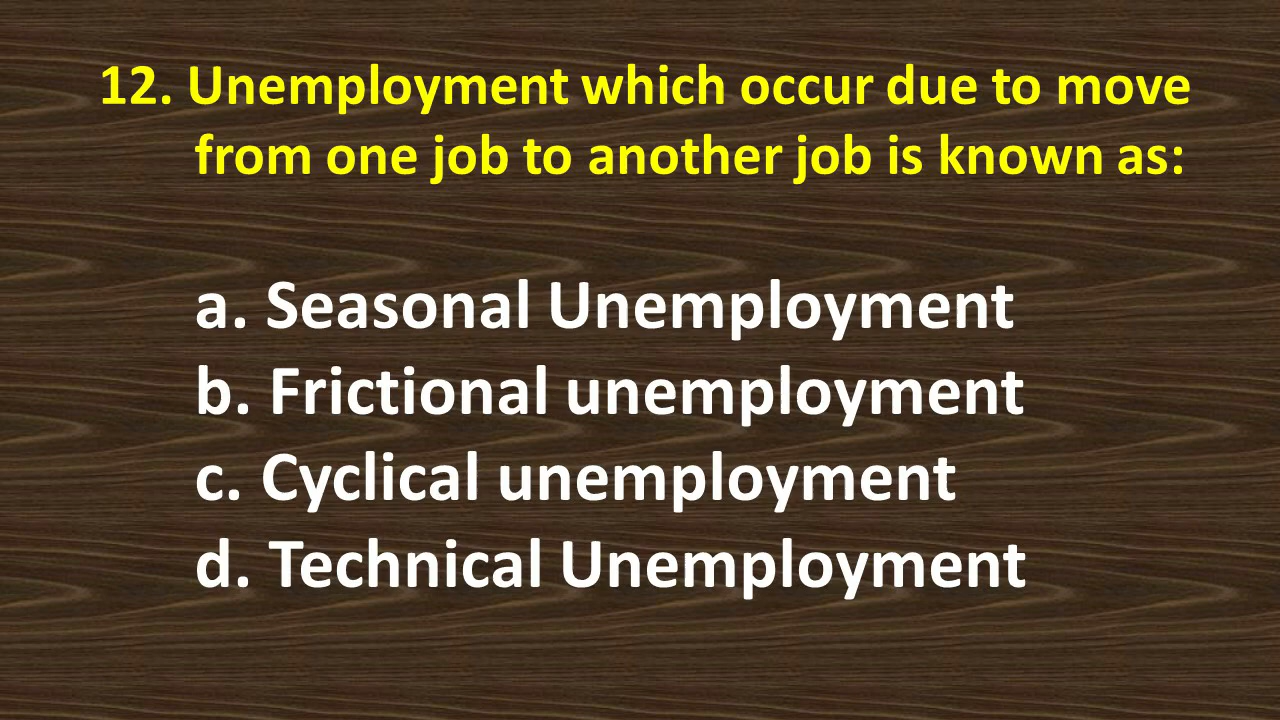 12. Unemployment which occur due to move
from one job to another job is known as:
a. Seasonal Unemployment
b. Frictional unemployment
c. Cyclical unemployment
d. Technical Unemployment